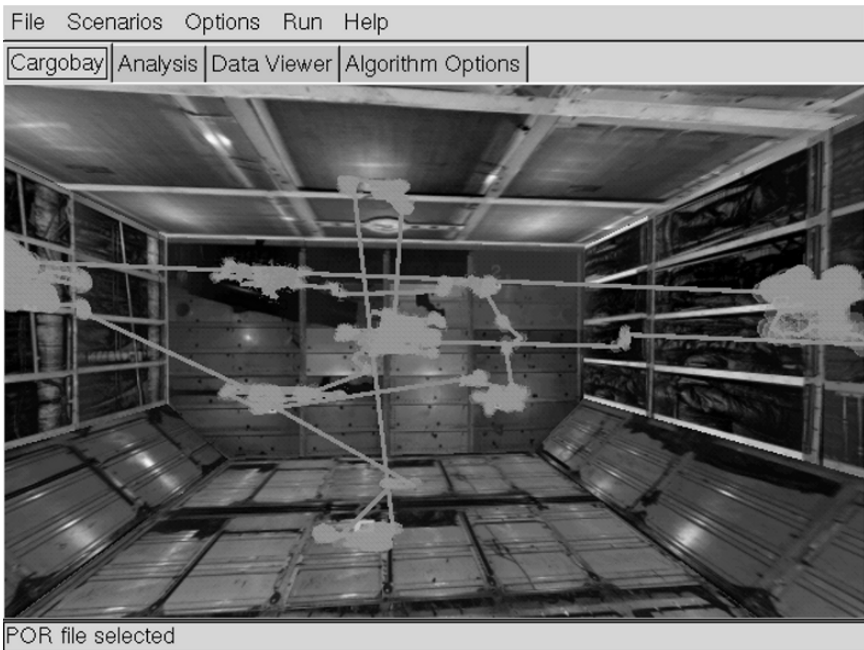 File Scenarios Options Run Help
Cargobay Analysis Data Viewer Algorithm Options
POR file selected